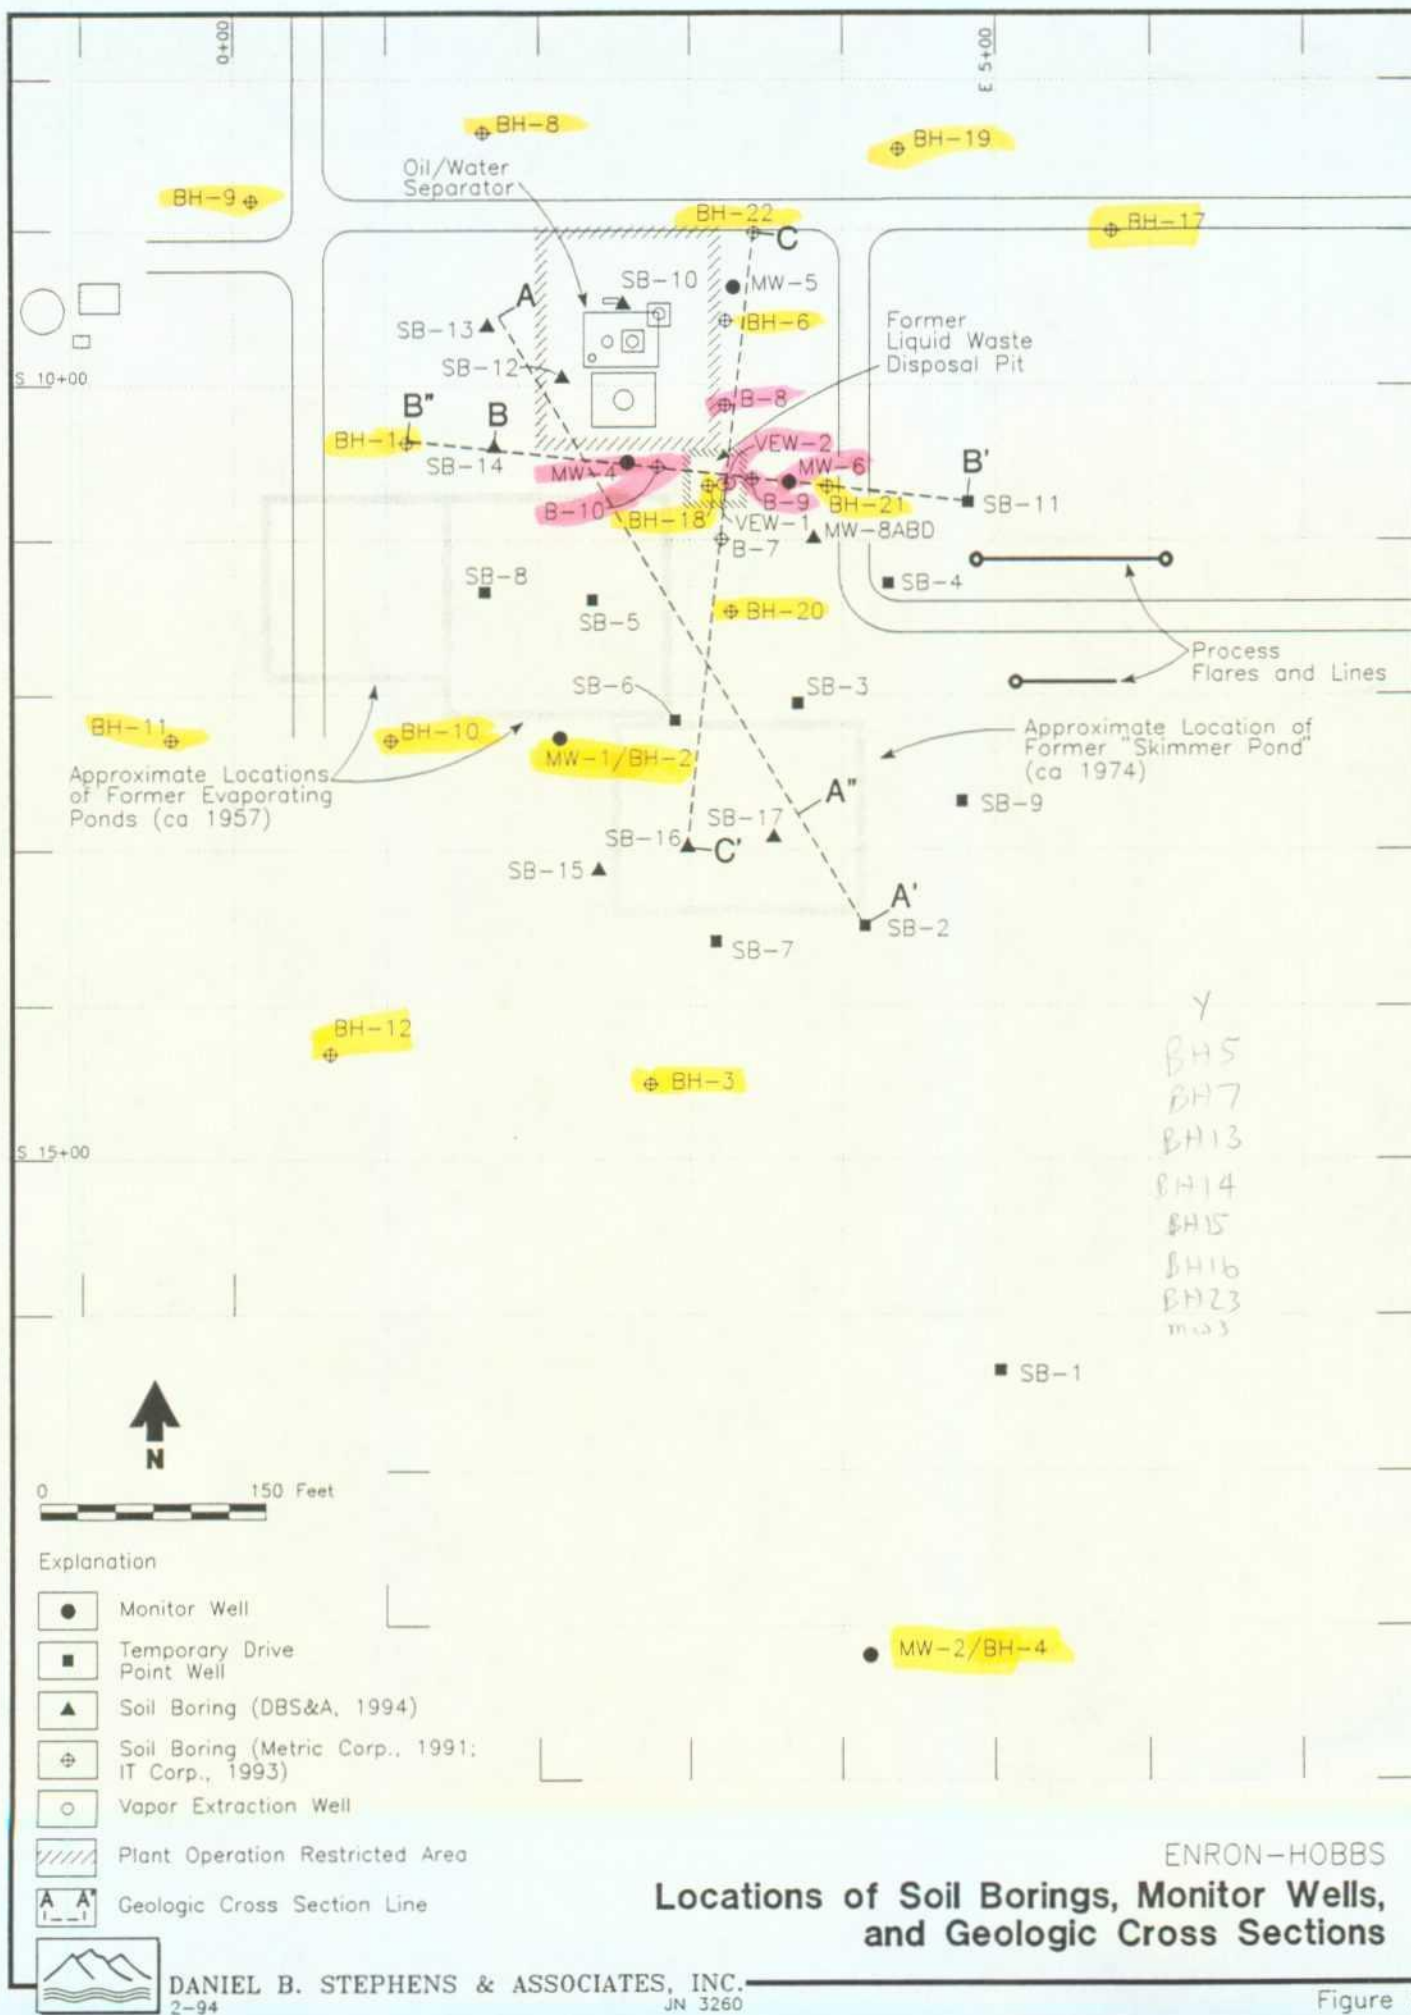 0+00
E 5+00
BH-8
BH-19
Oil/Water
Separator
BH-9
BH-22
BH-17
C
SB-10
MW-5
A
SB-13
BH-6
Former
Liquid Waste
Disposal Pit
SB-12
S 10+00
B-8
B"
B
BH-1
VEW-2
SB-14
MW-4
MW-6
B'
B-10
B-9
SB-11
BH-18
BH-21
VEW-1
MW-8ABD
B-7
SB-8
SB-4
SB-5
BH-20
Process
Flares and Lines
SB-6
SB-3
BH-11
BH-10
Approximate Location of
Former "Skimmer Pond"
(ca 1974)
MW-1/BH-2
Approximate Locations
of Former Evaporating
Ponds (ca 1957)
A"
SB-9
SB-17
SB-16
C'
SB-15
A'
SB-2
SB-7
Y
BH-12
BH5
BH-3
BH7
BH13
S 15+00
BH14
BH15
BH16
BH23
mw3
SB-1
N
0 150 Feet
Explanation
Monitor Well
MW-2/BH-4
Temporary Drive
Point Well
Soil Boring (DBS&A, 1994)
Soil Boring (Metric Corp., 1991;
IT Corp., 1993)
Vapor Extraction Well
Plant Operation Restricted Area
A A"
Geologic Cross Section Line
ENRON-HOBBS
Locations of Soil Borings, Monitor Wells,
and Geologic Cross Sections
DANIEL B. STEPHENS & ASSOCIATES, INC.
2-94 JN 3260
Figure